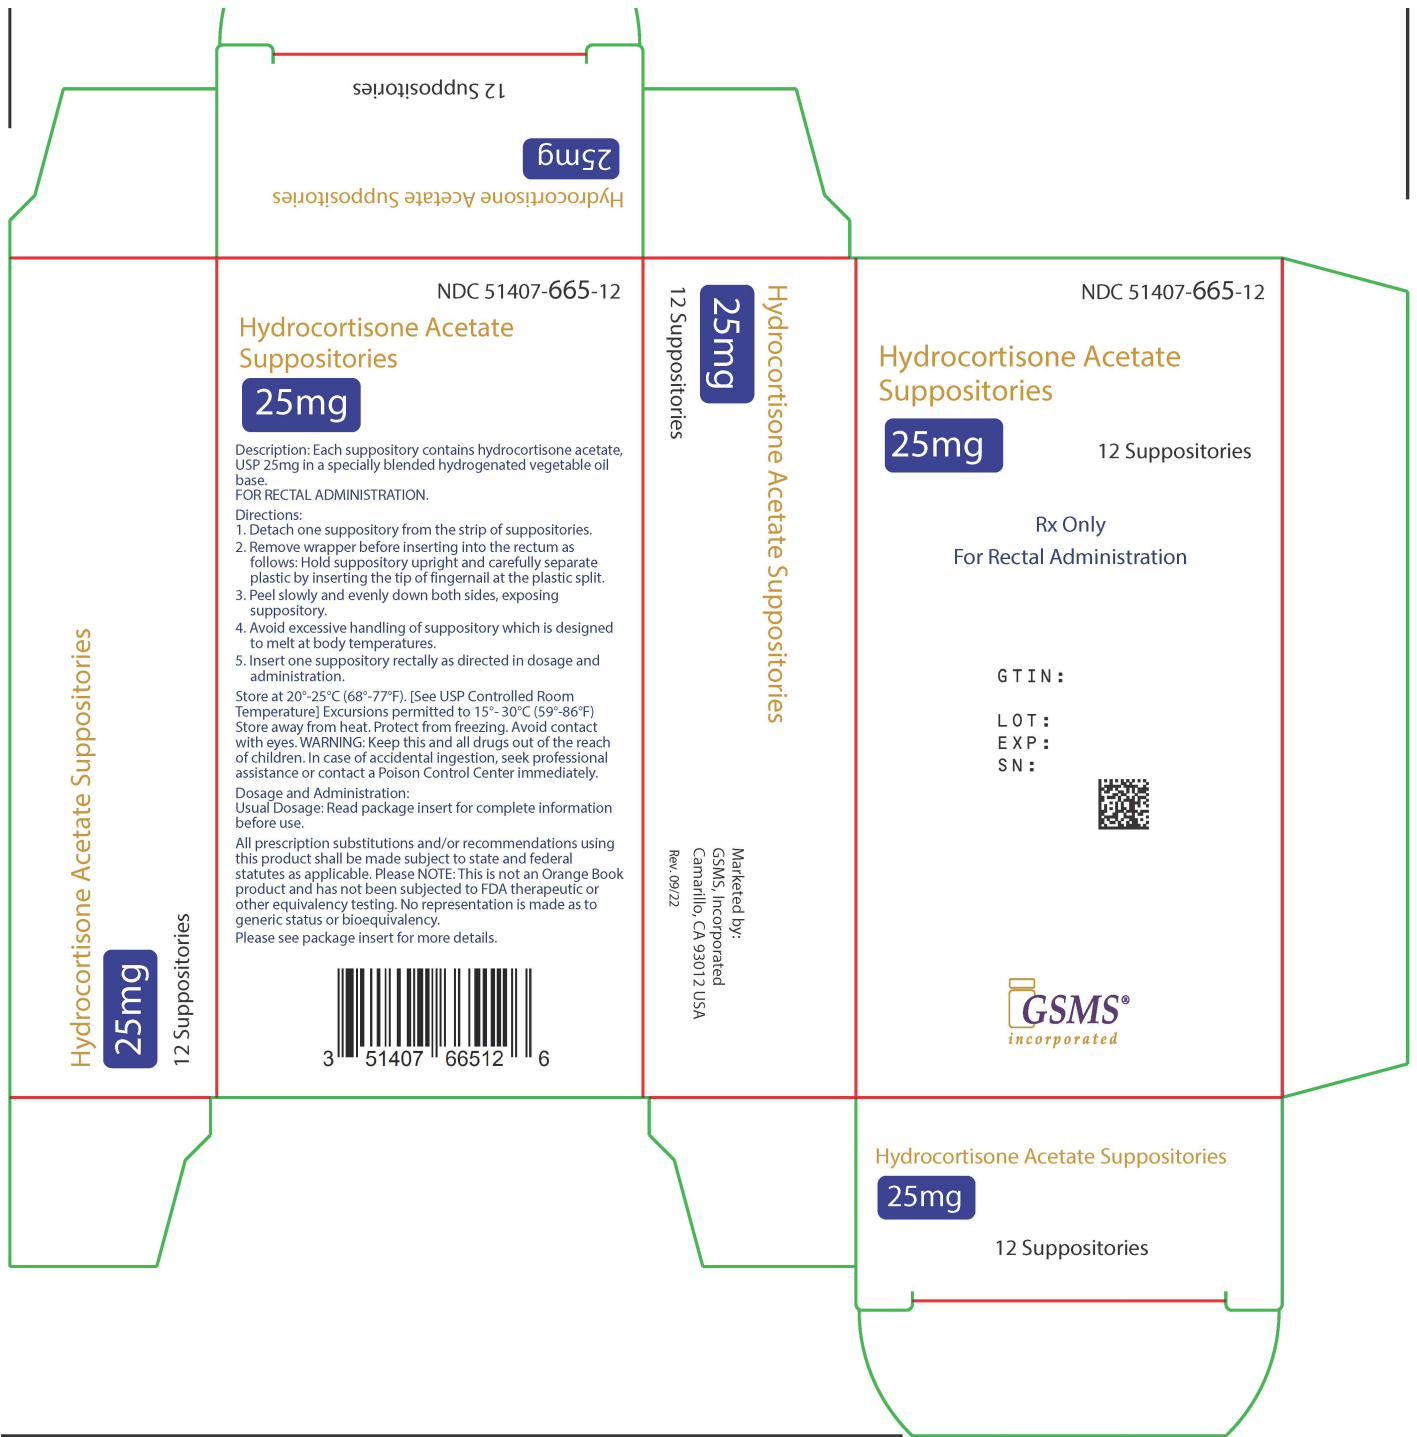 12 Suppositories
25mg
Hydrocortisone Acetate Suppositories
Hydrocortisone Acetate Suppositories
25mg
12 Suppositories
NDC 51407-665-12
Hydrocortisone Acetate
Suppositories
25mg
Description: Each suppository contains hydrocortisone acetate,
USP 25mg in a specially blended hydrogenated vegetable oil
base.
FOR RECTAL ADMINISTRATION.
Directions:
1. Detach one suppository from the strip of suppositories.
2. Remove wrapper before inserting into the rectum as
follows: Hold suppository upright and carefully separate
plastic by inserting the tip of fingernail at the plastic split.
3. Peel slowly and evenly down both sides, exposing
suppository.
4. Avoid excessive handling of suppository which is designed
to melt at body temperatures.
5. Insert one suppository rectally as directed in dosage and
administration.
Store at 20°-25°C (68°-77°F). [See USP Controlled Room
Temperature] Excursions permitted to 15°- 30°C (59°-86°F)
Store away from heat. Protect from freezing. Avoid contact
with eyes. WARNING: Keep this and all drugs out of the reach
of children. In case of accidental ingestion, seek professional
assistance or contact a Poison Control Center immediately.
Dosage and Administration:
Usual Dosage: Read package insert for complete information
before use.
All prescription substitutions and/or recommendations using
this product shall be made subject to state and federal
statutes as applicable. Please NOTE: This is not an Orange Book
product and has not been subjected to FDA therapeutic or
other equivalency testing. No representation is made as to
generic status or bioequivalency.
Please see package insert for more details.
3 51407 66512 6
Hydrocortisone Acetate Suppositories
25mg
12 Suppositories
Marketed by:
GSMS, Incorporated
Camarillo, CA 93012 USA
Rev. 09/22
NDC 51407-665-12
Hydrocortisone Acetate
Suppositories
25mg
12 Suppositories
Rx Only
For Rectal Administration
GTIN:
LOT:
EXP:
SN:
GSMS®
incorporated
Hydrocortisone Acetate Suppositories
25mg
12 Suppositories